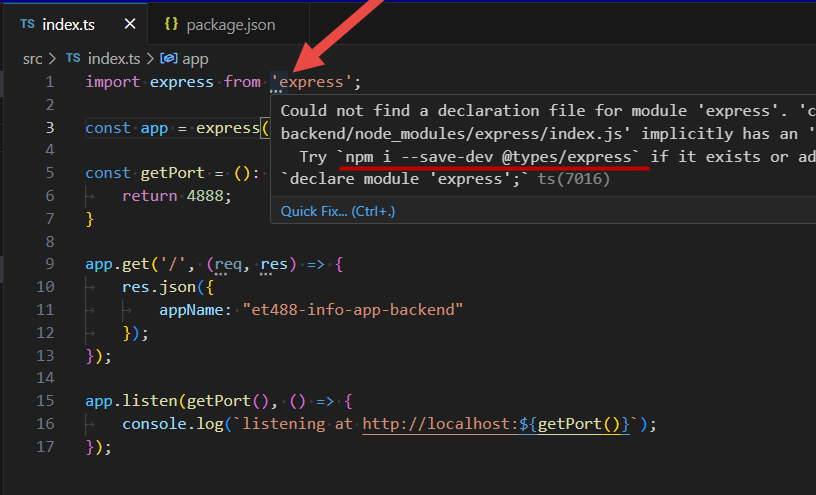 TS index.ts × {} package.json
src > TS index.ts > app
1 import express from 'express';
2
3 const app = express(
4
5 const getPort = ():
6 return 4888;
7 }
8
9 app.get('/', (req, res) => {
10 res.json({
11 appName: "et488-info-app-backend"
12 });
13 });
14
15 app.listen(getPort(), () => {
16 console.log(`listening at http://localhost:${getPort()}`);
17 });
Could not find a declaration file for module 'express'. 'c
backend/node_modules/express/index.js' implicitly has an '
Try `npm i --save-dev @types/express` if it exists or ad
`declare module 'express';` ts(7016)
Quick Fix... (Ctrl+.)